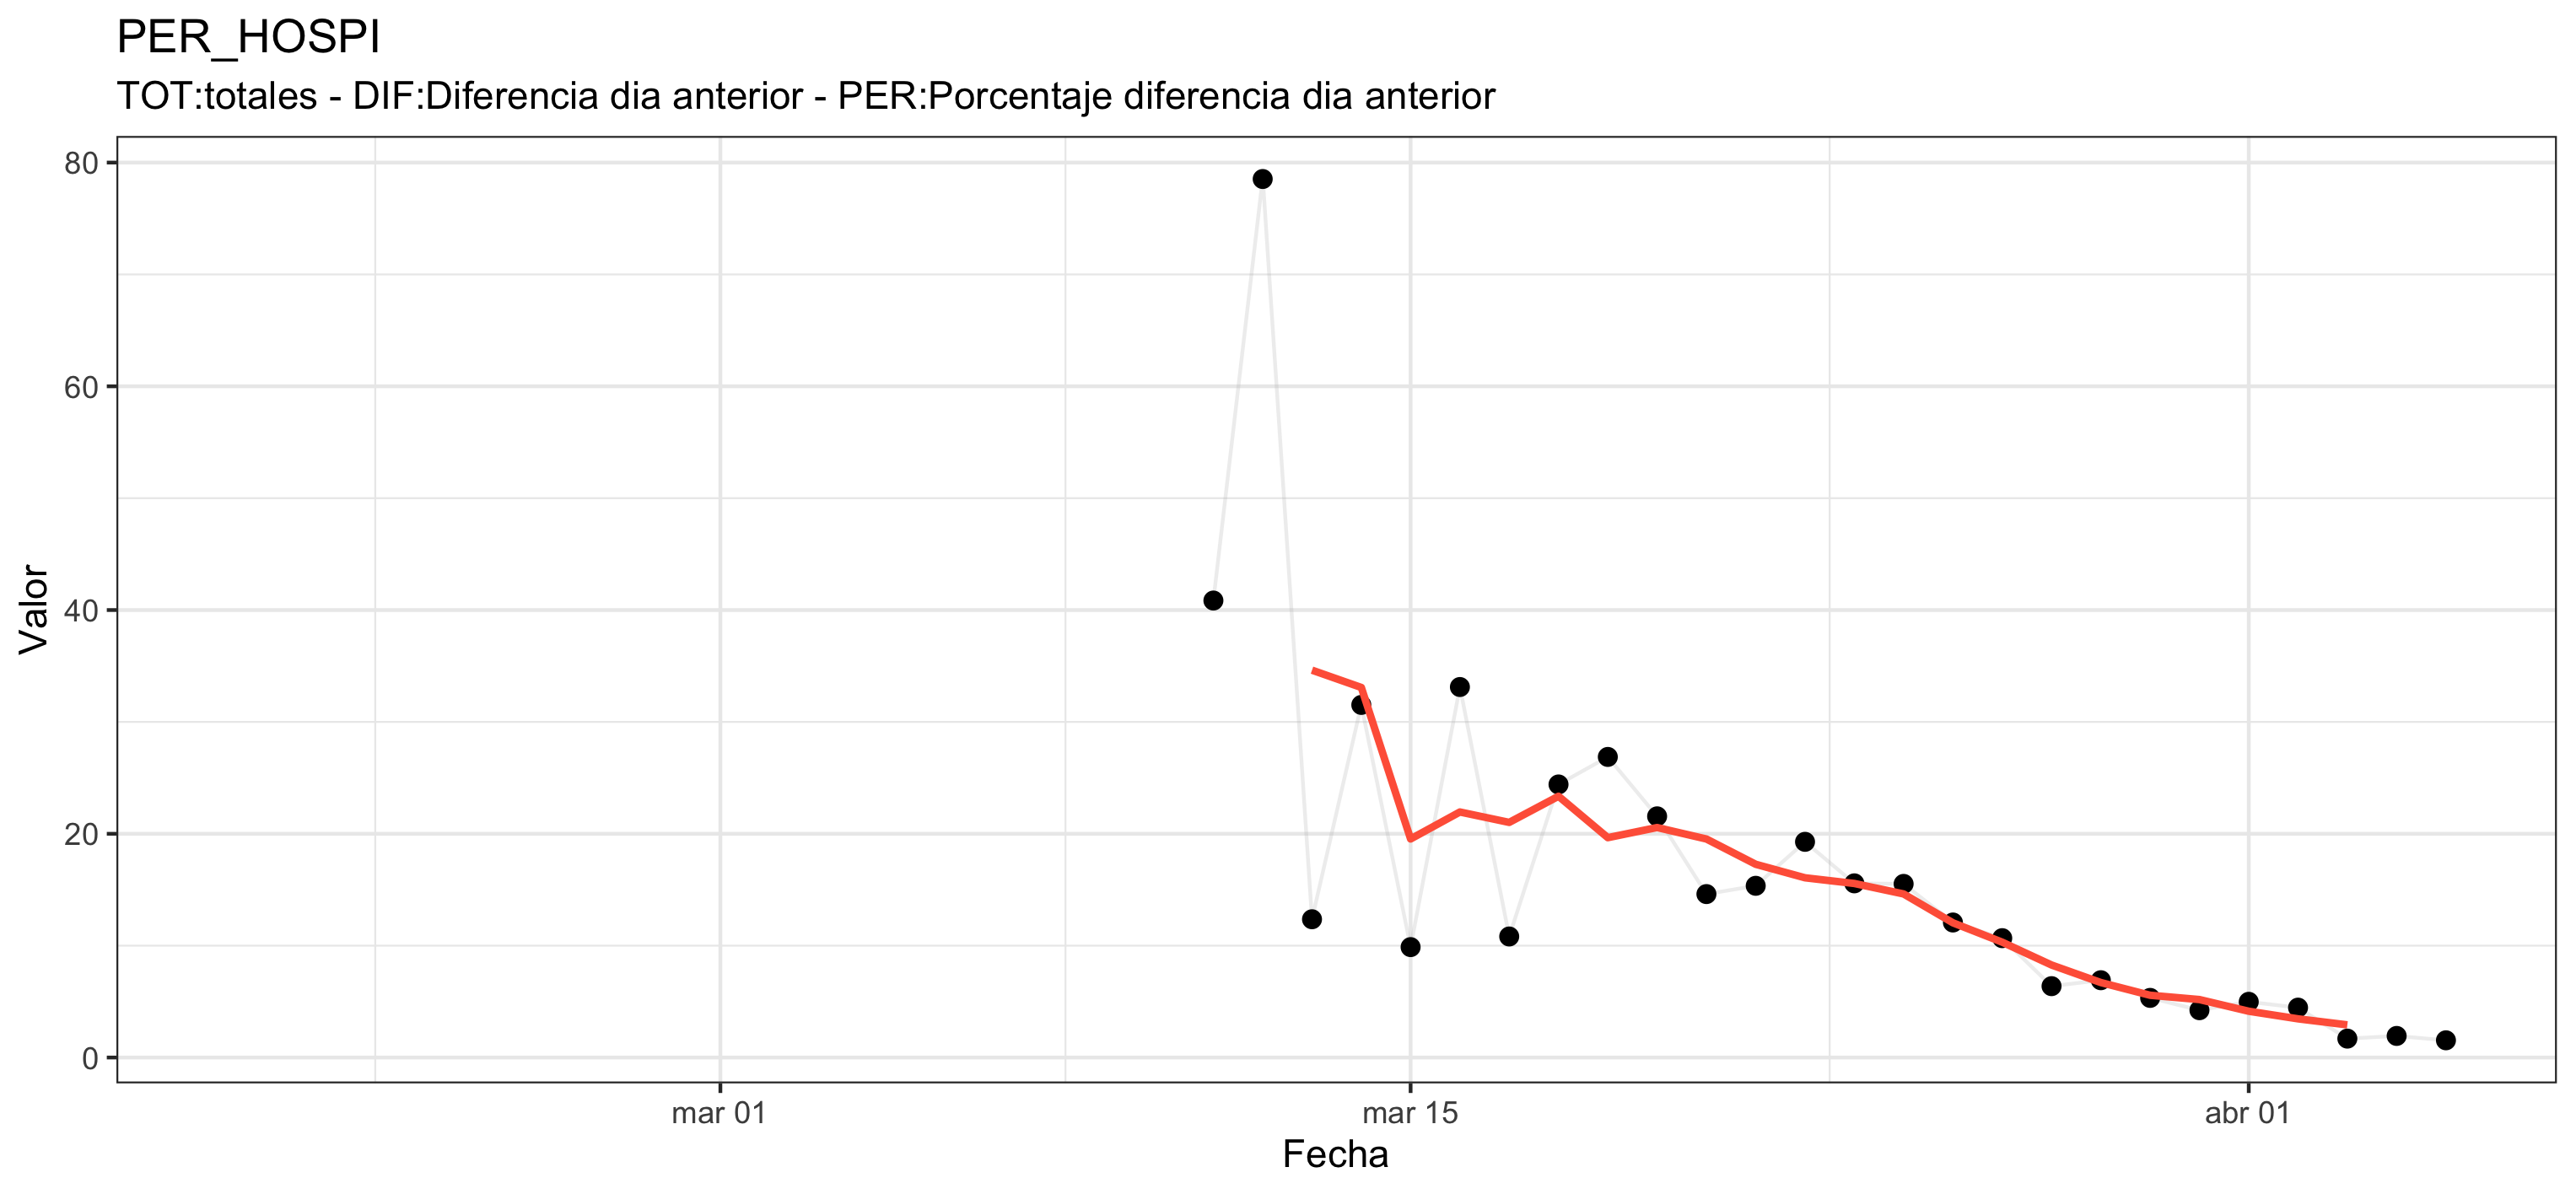 PER_HOSPI
TOT:totales - DIF:Diferencia dia anterior - PER:Porcentaje diferencia dia anterior
80
60
40
20
0
Valor
mar 01
mar 15
abr 01
Fecha